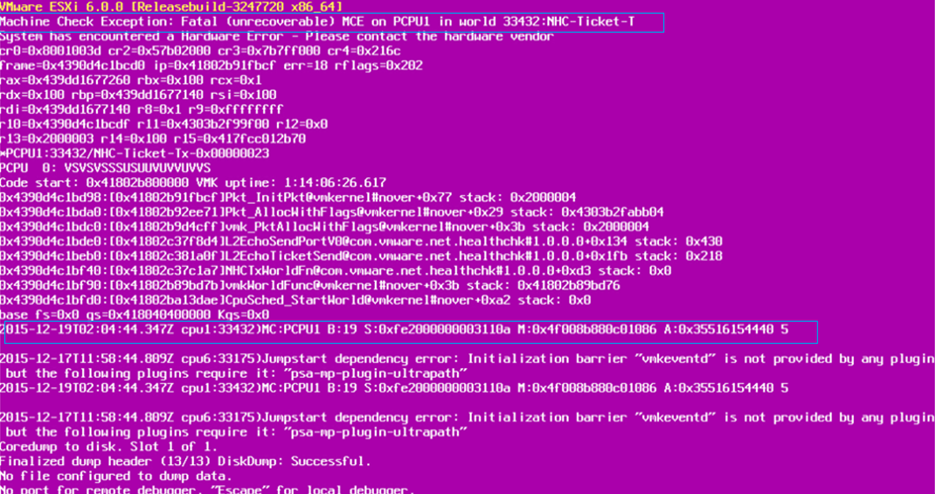 VMware ESXi 6.0.0 [Releasebuild-3247720 x86_64]
Machine Check Exception: Fatal (unrecoverable) MCE on PCPU1 in world 33432:NHC-Ticket-T
System has encountered a Hardware Error - Please contact the hardware vendor
cr0=0x8001003d cr2=0x57b02000 cr3=0x7b7ff000 cr4=0x216c
frame=0x4390d4c1bcd0 ip=0x41802b91fbcf err=18 rflags=0x202
rax=0x439dd1677260 rbx=0x100 rcx=0x1
rdx=0x100 rbp=0x439dd1677140 rsi=0x100
rdi=0x439dd1677140 r8=0x1 r9=0xffffffff
r10=0x4390d4c1bcdf r11=0x4303b2f99f00 r12=0x0
r13=0x2000003 r14=0x100 r15=0x417fcc012b70
*PCPU1:33432/NHC-Ticket-Tx-0x00000023
PCPU  0: VSVSVSSSUSUUVUVVUVVS
Code start: 0x41802b800000 VMK uptime: 1:14:06:26.617
0x4390d4c1bd98:[0x41802b91fbcf]Pkt_InitPkt@vmkernel#nover+0x77 stack: 0x2000004
0x4390d4c1bda0:[0x41802b92ee71]Pkt_AllocWithFlags@vmkernel#nover+0x29 stack: 0x4303b2fabb04
0x4390d4c1bdc0:[0x41802b9d4cff]vmk_PktAllocWithFlags@vmkernel#nover+0x3b stack: 0x2000004
0x4390d4c1bde0:[0x41802c37f8d4]L2EchoSendPortV0@com.vmware.net.healthchk#1.0.0.0+0x134 stack: 0x430
0x4390d4c1beb0:[0x41802c381a0f]L2EchoTicketSend@com.vmware.net.healthchk#1.0.0.0+0x1fb stack: 0x218
0x4390d4c1bf40:[0x41802c37c1a7]NHCTxWorldFn@com.vmware.net.healthchk#1.0.0.0+0xd3 stack: 0x0
0x4390d4c1bf90:[0x41802b89bd7b]vmkWorldFunc@vmkernel#nover+0x3b stack: 0x41802b89bd76
0x4390d4c1bfd0:[0x41802ba13dae]CpuSched_StartWorld@vmkernel#nover+0xa2 stack: 0x0
base fs=0x0 gs=0x418040400000 Kgs=0x0
2015-12-19T02:04:44.347Z cpu1:33432)MC:PCPU1 B:19 S:0xfe2000000003110a M:0x4f008b880c01086 A:0x35516154440 5
2015-12-17T11:58:44.809Z cpu6:33175)Jumpstart dependency error: Initialization barrier "vmkeventd" is not provided by any plugin
but the following plugins require it: "psa-mp-plugin-ultrapath"
2015-12-19T02:04:44.347Z cpu1:33432)MC:PCPU1 B:19 S:0xfe2000000003110a M:0x4f008b880c01086 A:0x35516154440 5
2015-12-17T11:58:44.809Z cpu6:33175)Jumpstart dependency error: Initialization barrier "vmkeventd" is not provided by any plugin
but the following plugins require it: "psa-mp-plugin-ultrapath"
Coredump to disk. Slot 1 of 1.
Finalized dump header (13/13) DiskDump: Successful.
No file configured to dump data.
No port for remote debugger. "Escape" for local debugger.